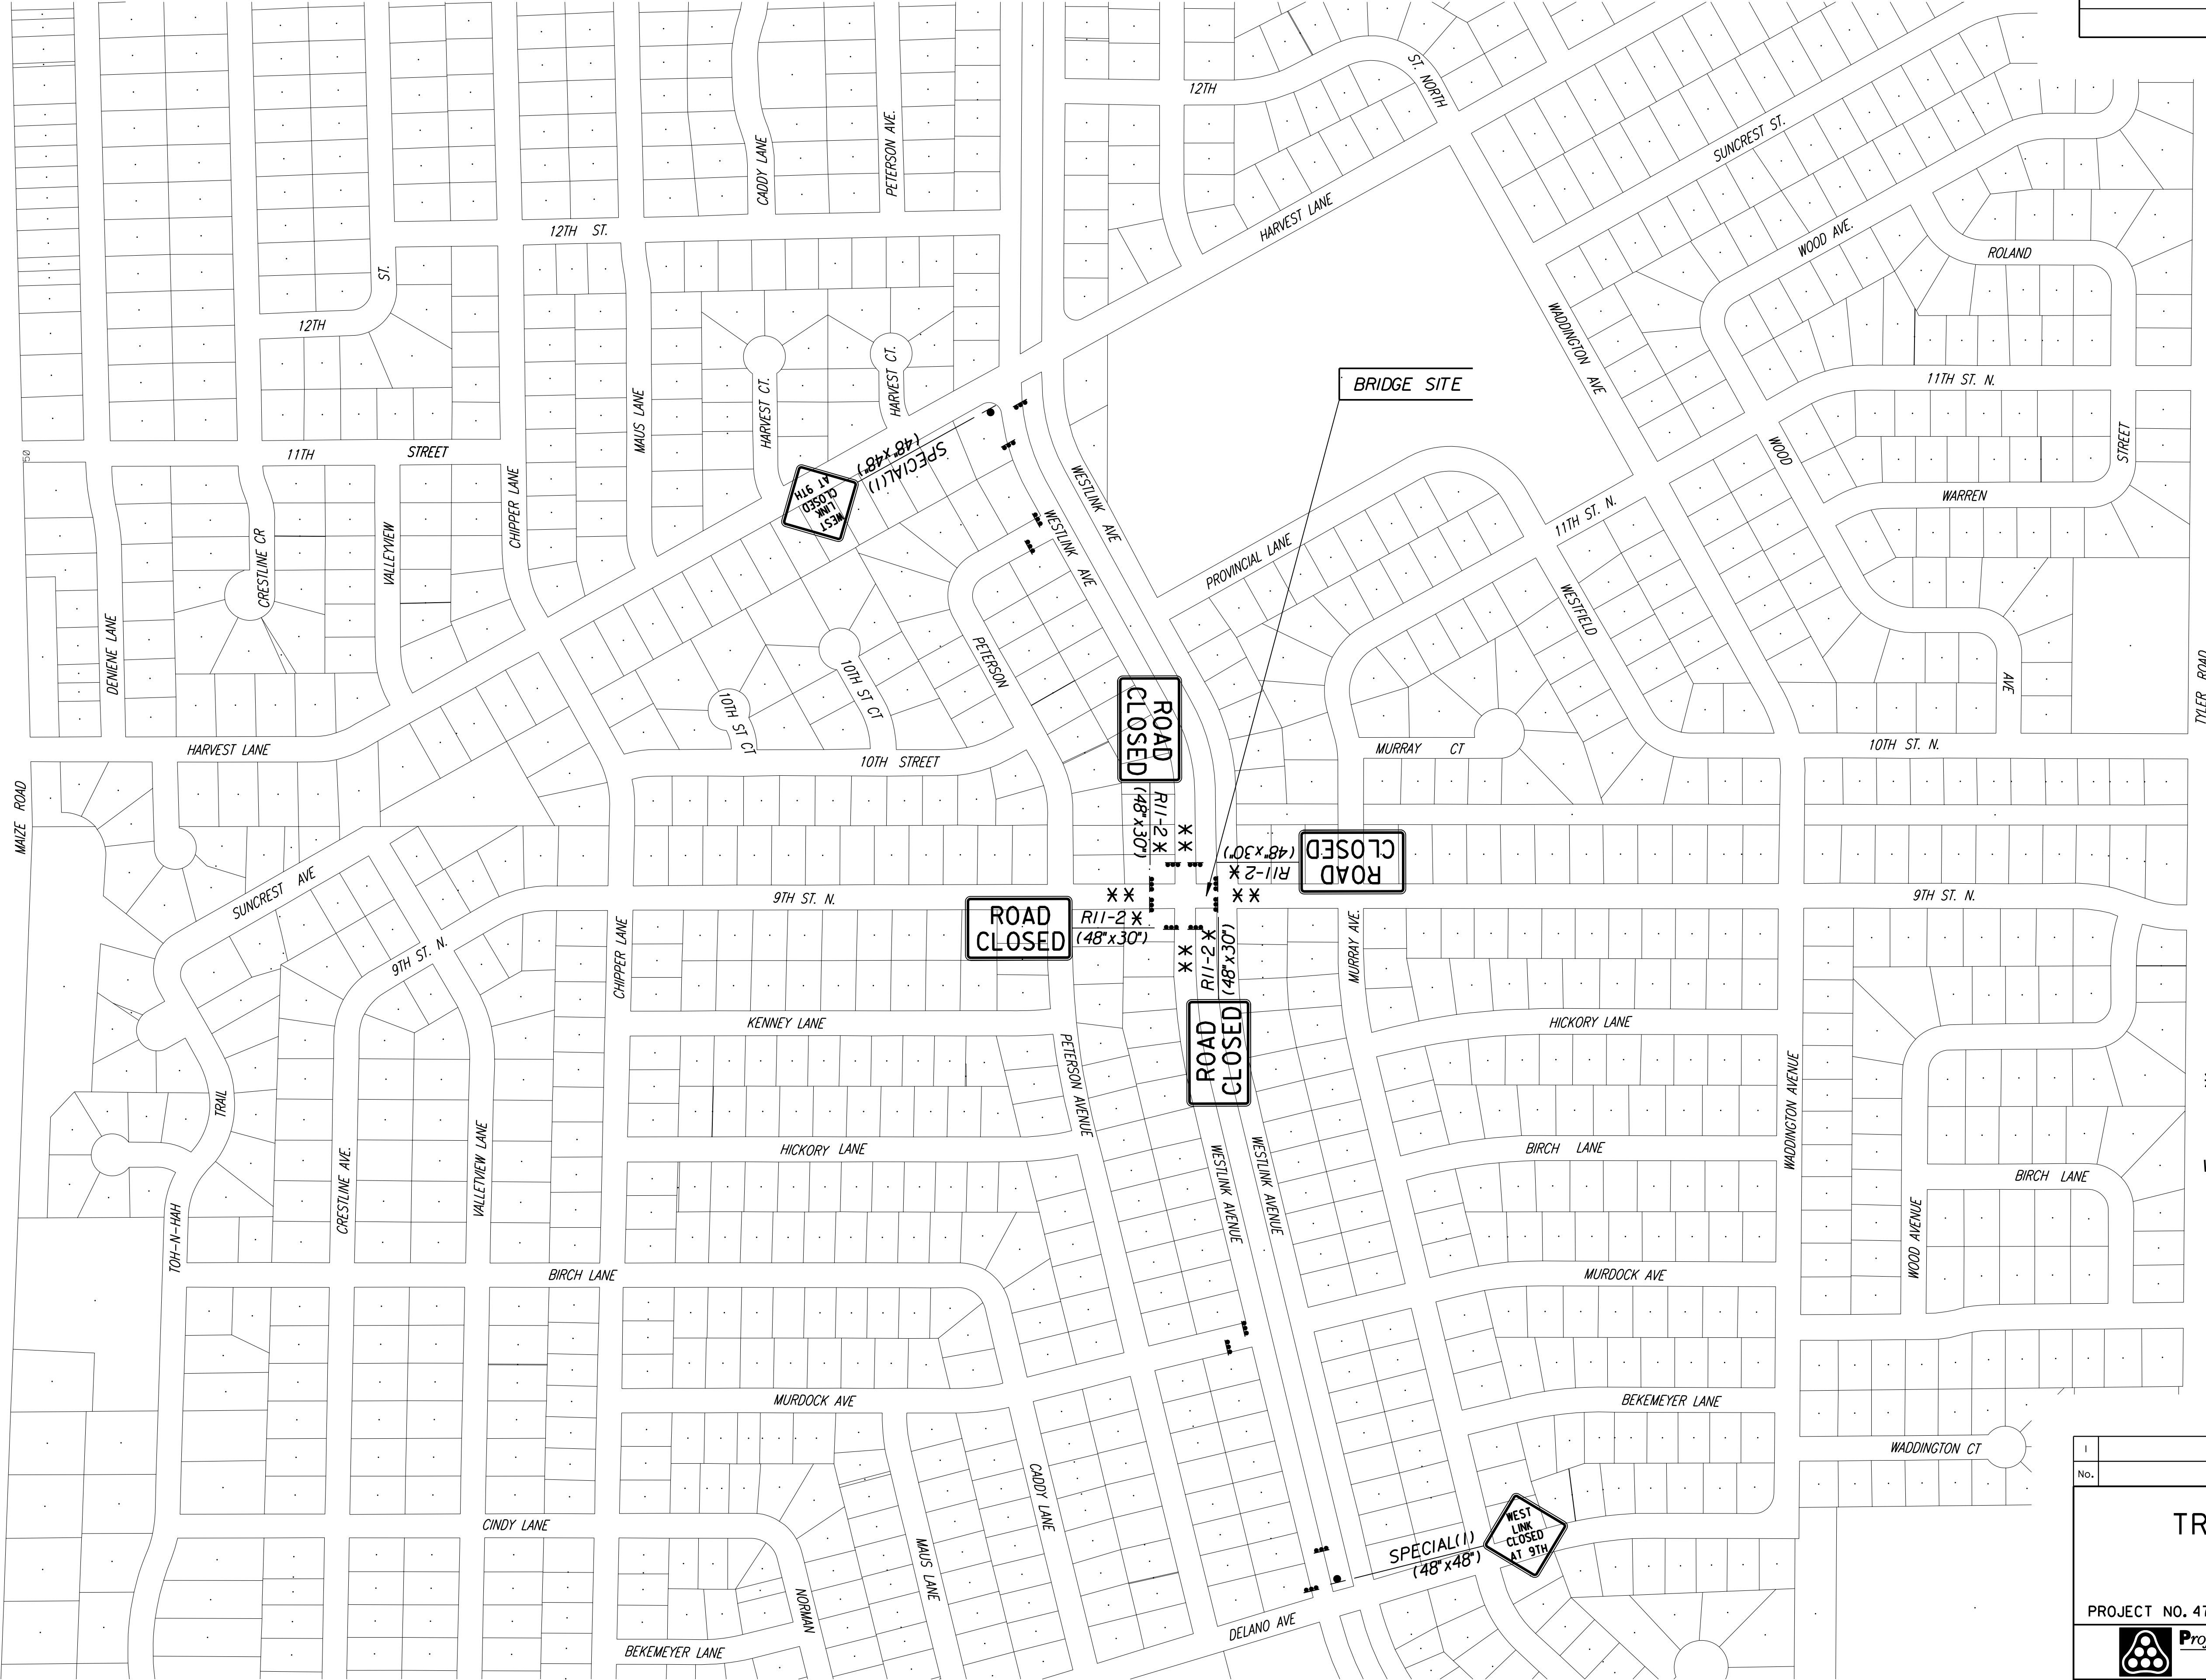 12TH
ST. NORTH
SUNCREST ST.
CADDY LANE
PETERSON AVE.
HARVEST LANE
12TH ST.
WOOD AVE.
ROLAND
ST.
12TH
WADDINGTON AVE
HARVEST CT.
HARVEST CT.
BRIDGE SITE
11TH ST. N.
MAUS LANE
STREET
11TH
STREET
50
WOOD
SPECIAL(1)
(48"x48")
WEST
LINK
CLOSED
AT 9TH
WESTLINK AVE
WESTLINK AVE
WARREN
CHIPPER LANE
VALLEYVIEW
CRESTLINE CR
11TH ST. N.
PROVINCIAL LANE
WESTFIELD
DENENE LANE
PETERSON
10TH ST CT
10TH ST CT
AVE
TYLER ROAD
ROAD
CLOSED
R11-2*
(48"x30")
**
HARVEST LANE
10TH STREET
MURRAY CT
10TH ST. N.
MAIZE ROAD
ROAD
CLOSED
R11-2*
(48"x30")
**
SUNCREST AVE
9TH ST. N.
**
9TH ST. N.
ROAD
CLOSED
R11-2*
(48"x30")
9TH ST. N.
CHIPPER LANE
MURRAY AVE.
**
R11-2*
(48"x30")
ROAD
CLOSED
KENNEY LANE
HICKORY LANE
PETERSON AVENUE
WADDINGTON AVENUE
TRAIL
HICKORY LANE
BIRCH LANE
CRESTLINE AVE.
VALLETVIEW LANE
WESTLINK AVENUE
WESTLINK AVENUE
BIRCH LANE
TOH-N-HAH
WOOD AVENUE
BIRCH LANE
MURDOCK AVE
MURDOCK AVE
BEKEMEYER LANE
WADDINGTON CT
1
No.
CADDY LANE
CINDY LANE
MAUS LANE
SPECIAL(1)
(48"x48")
WEST
LINK
CLOSED
AT 9TH
NORMAN
DELANO AVE
BEKEMEYER LANE
TR
PROJECT NO. 47
Proj